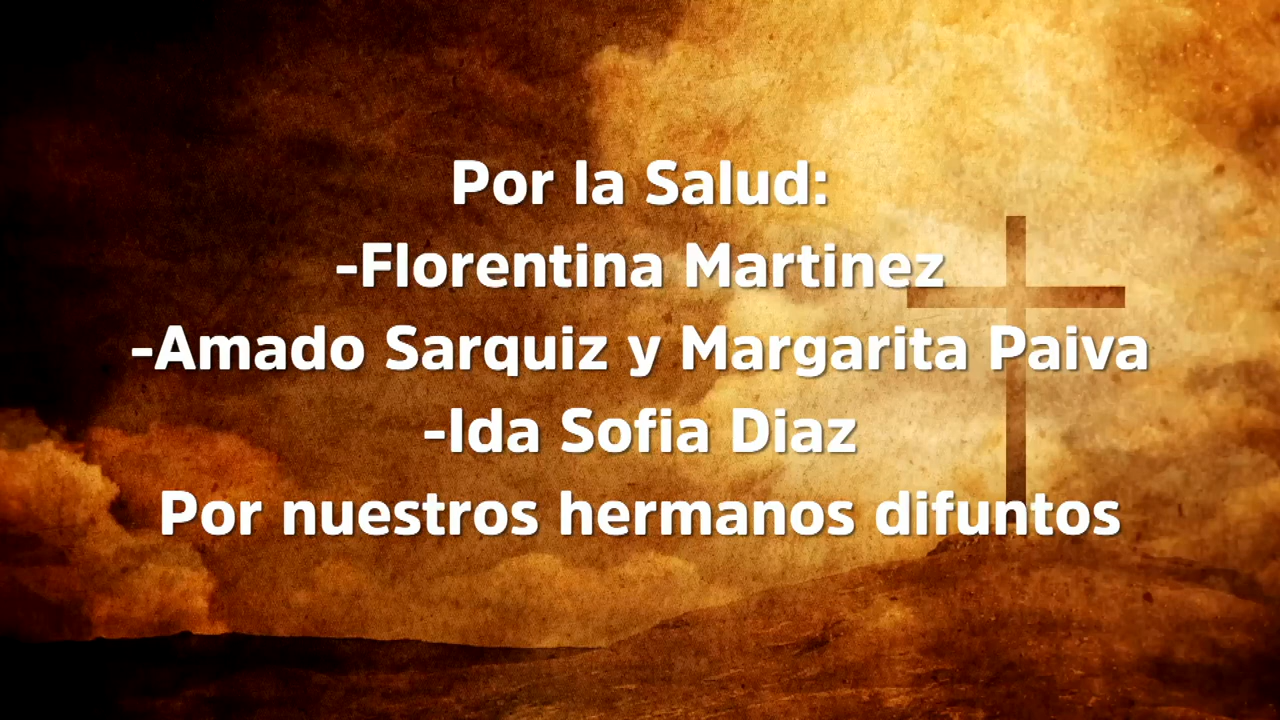 Por la Salud:
-Florentina Martinez
-Amado Sarquiz y Margarita Paiva
-Ida Sofia Diaz
Por nuestros hermanos difuntos